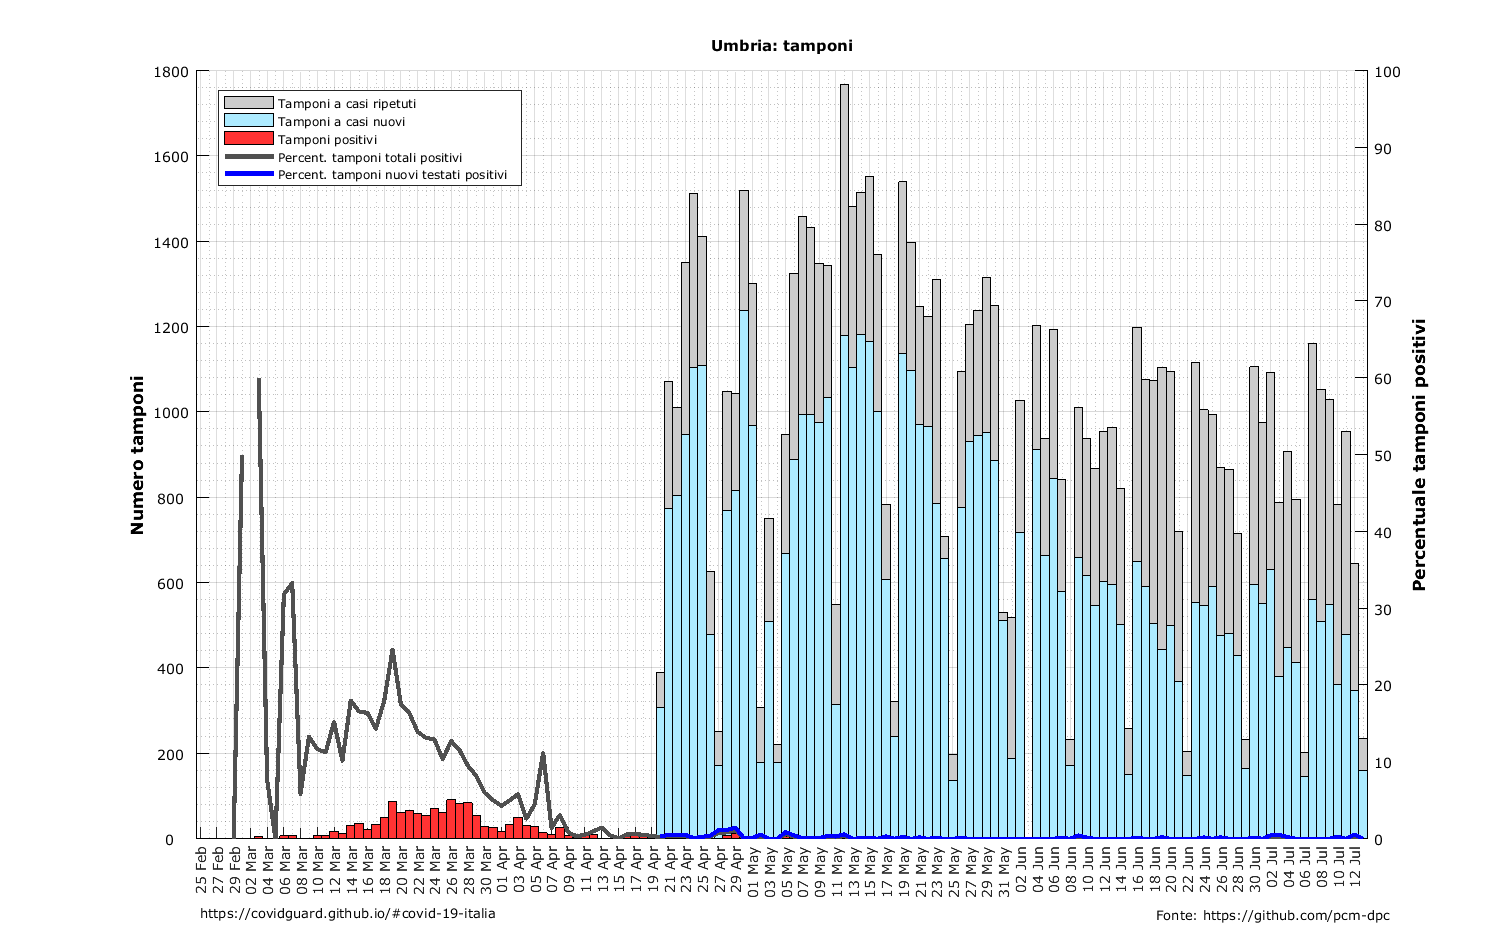 Umbria: tamponi
Tamponi a casi ripetuti
Tamponi a casi nuovi
Tamponi positivi
Percent. tamponi totali positivi
Percent. tamponi nuovi testati positivi
Numero tamponi
1800
1600
1400
1200
1000
800
600
400
200
0
100
90
80
70
60
50
40
30
20
10
0
Percentuale tamponi positivi
25 Feb
27 Feb
29 Feb
02 Mar
04 Mar
06 Mar
08 Mar
10 Mar
12 Mar
14 Mar
16 Mar
18 Mar
20 Mar
22 Mar
24 Mar
26 Mar
28 Mar
30 Mar
01 Apr
03 Apr
05 Apr
07 Apr
09 Apr
11 Apr
13 Apr
15 Apr
17 Apr
19 Apr
21 Apr
23 Apr
25 Apr
27 Apr
29 Apr
01 May
03 May
05 May
07 May
09 May
11 May
13 May
15 May
17 May
19 May
21 May
23 May
25 May
27 May
29 May
31 May
02 Jun
04 Jun
06 Jun
08 Jun
10 Jun
12 Jun
14 Jun
16 Jun
18 Jun
20 Jun
22 Jun
24 Jun
26 Jun
28 Jun
30 Jun
02 Jul
04 Jul
06 Jul
08 Jul
10 Jul
12 Jul
https://covidguard.github.io/#covid-19-italia
Fonte: https://github.com/pcm-dpc